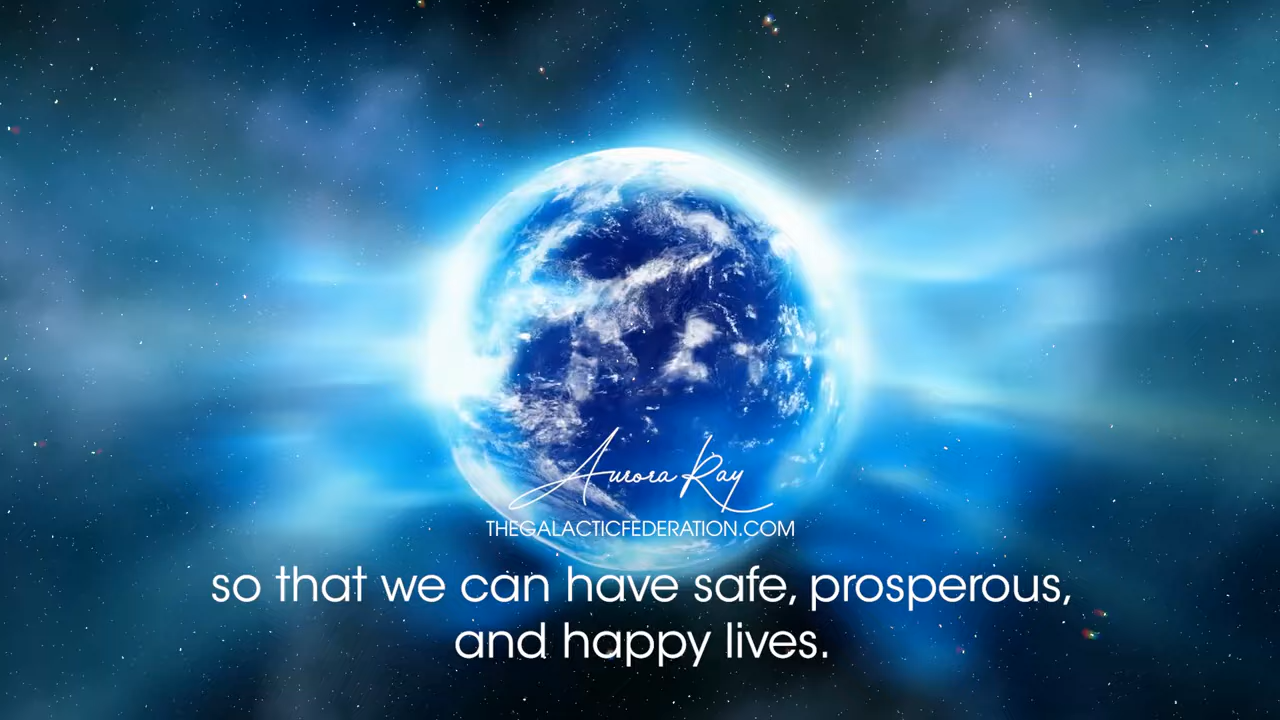 Aurora Ray
THEGALACTICFEDERATION.COM
so that we can have safe, prosperous,
and happy lives.